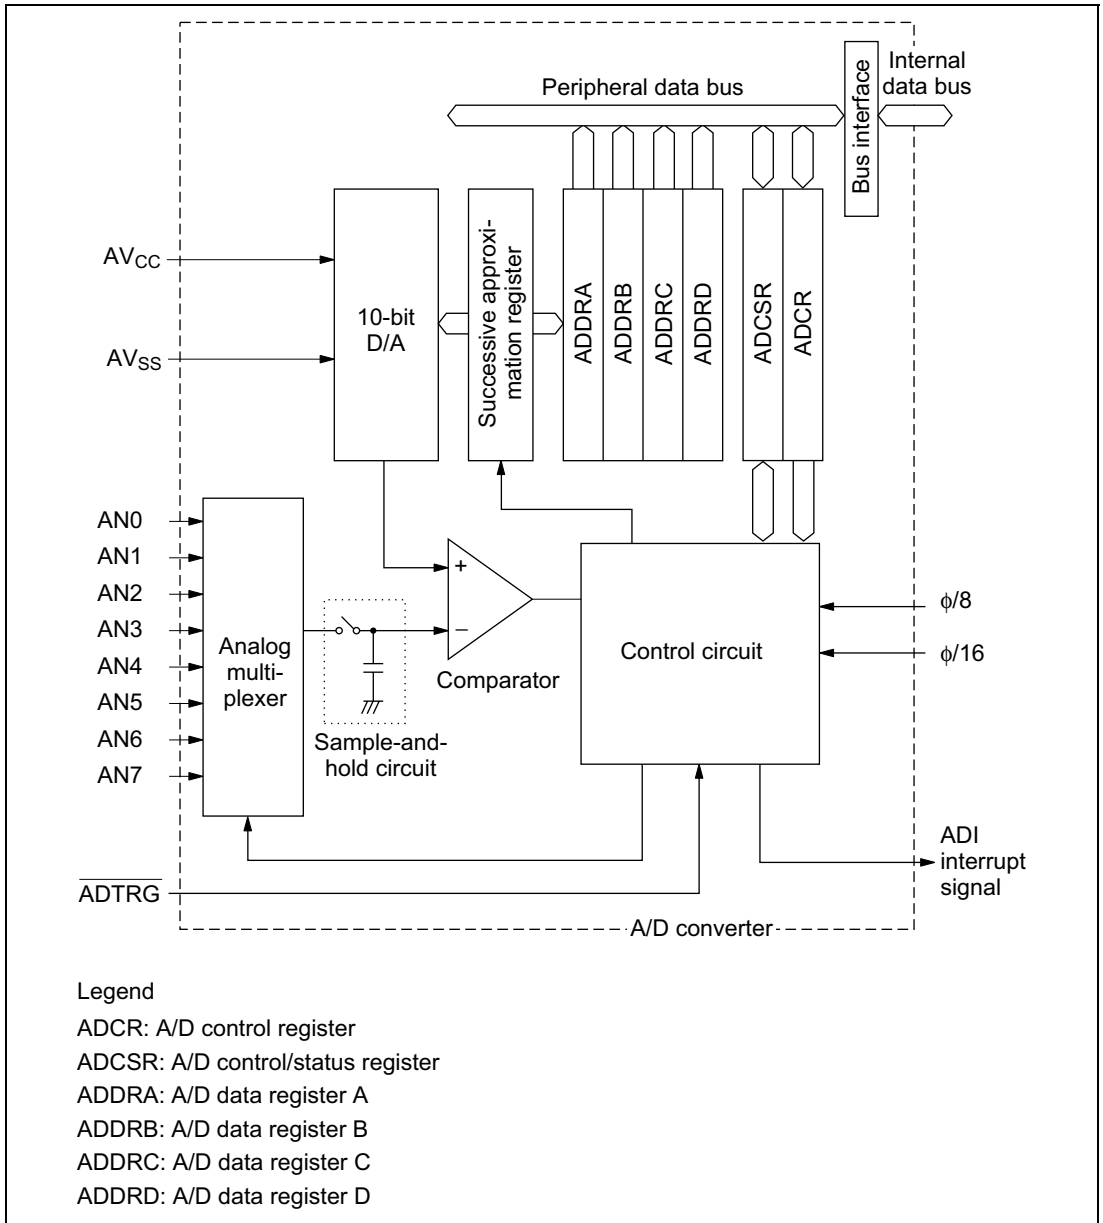 Peripheral data bus
Internal
data bus
Bus interface
AVCC
AVSS
10-bit
D/A
Successive approxi-
mation register
ADDRA
ADDRB
ADDRC
ADDRD
ADCSR
ADCR
AN0
AN1
AN2
AN3
AN4
AN5
AN6
AN7
Analog
multi-
plexer
Sample-and-
hold circuit
+
−
Comparator
Control circuit
ϕ/8
ϕ/16
ADTRG
ADI
interrupt
signal
A/D converter
Legend
ADCR: A/D control register
ADCSR: A/D control/status register
ADDRA: A/D data register A
ADDRB: A/D data register B
ADDRC: A/D data register C
ADDRD: A/D data register D